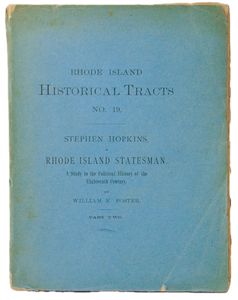 RHODE ISLAND
HISTORICAL TRACTS
NO. 19.
STEPHEN HOPKINS,
A
RHODE ISLAND STATESMAN.
A Study in the Political History of the
Eighteenth Century.
BY
WILLIAM E. FOSTER.
PART TWO.